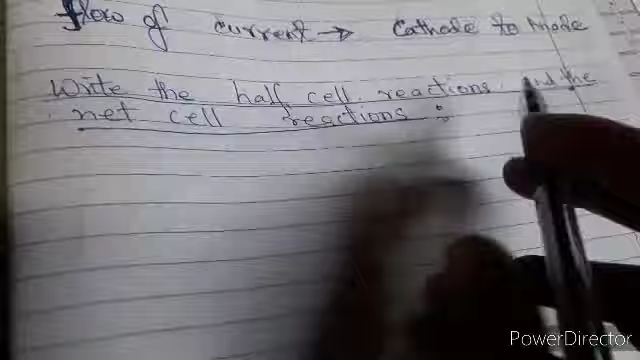 flow of current → Cathode to Anode
Write the half cell reactions and the
net cell reactions :
PowerDirector